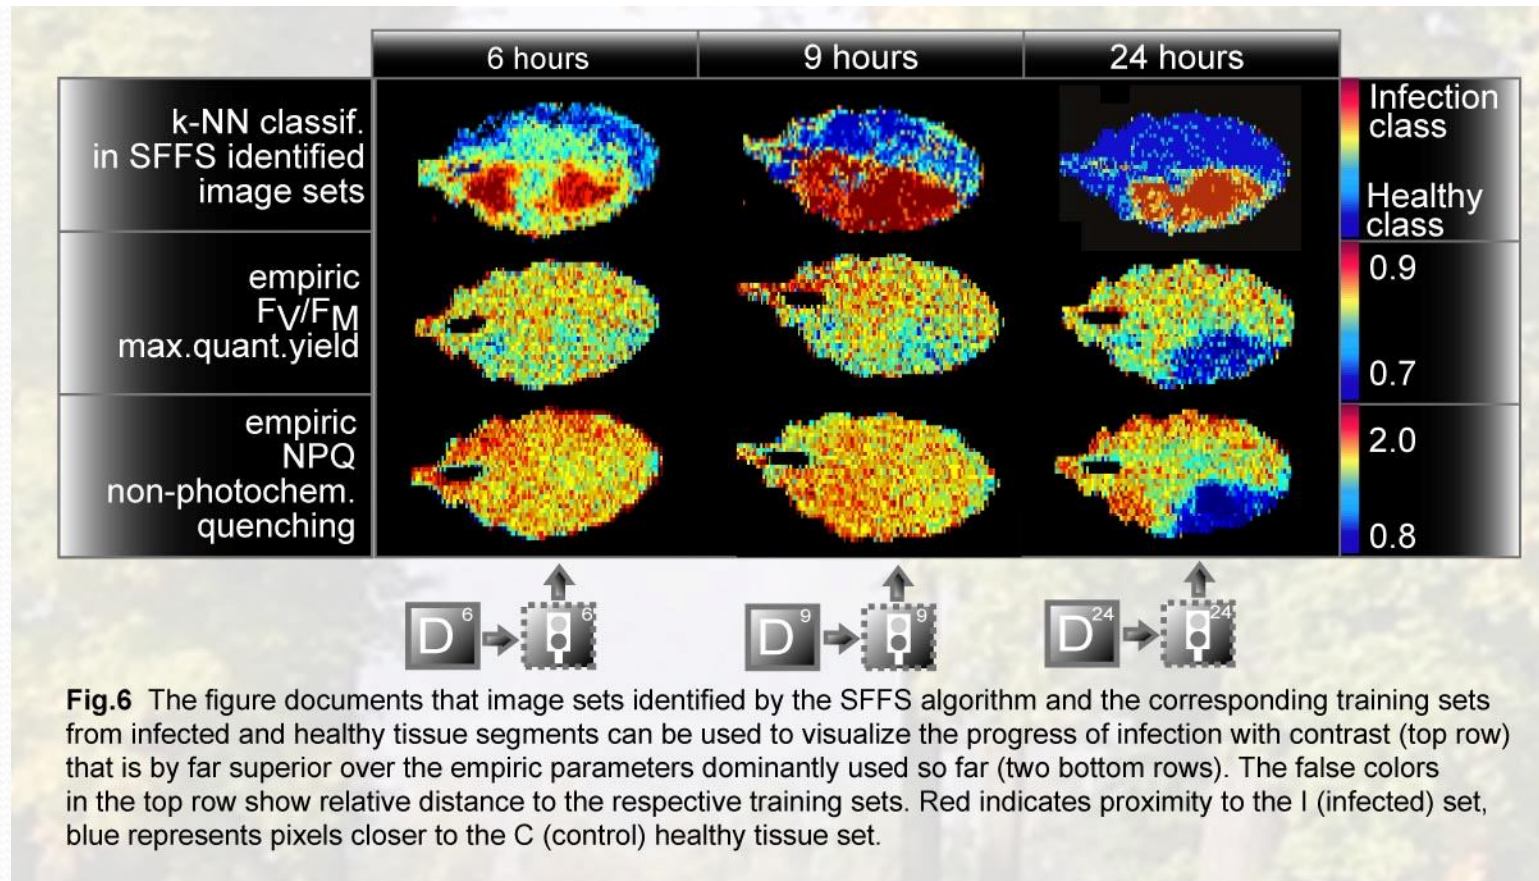 6 hours
9 hours
24 hours
k-NN classif.
in SFFS identified
image sets
Infection
class
Healthy
class
empiric
FV/FM
max.quant.yield
0.9
0.7
empiric
NPQ
non-photochem.
quenching
2.0
0.8
D6
6
D9
9
D24
24
Fig.6 The figure documents that image sets identified by the SFFS algorithm and the corresponding training sets
from infected and healthy tissue segments can be used to visualize the progress of infection with contrast (top row)
that is by far superior over the empiric parameters dominantly used so far (two bottom rows). The false colors
in the top row show relative distance to the respective training sets. Red indicates proximity to the I (infected) set,
blue represents pixels closer to the C (control) healthy tissue set.